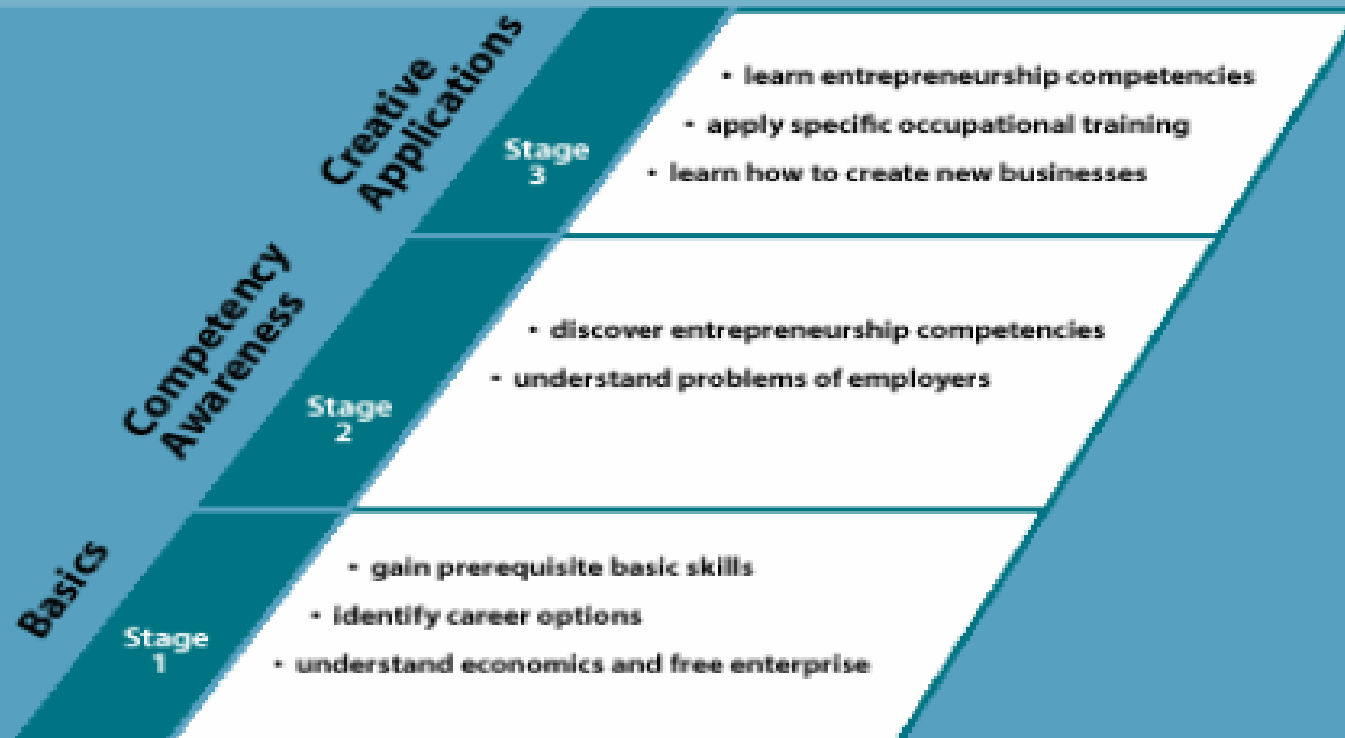 Creative
Applications
Stage
3
• learn entrepreneurship competencies
• apply specific occupational training
• learn how to create new businesses
Competency
Awareness
Stage
2
• discover entrepreneurship competencies
• understand problems of employers
Basics
Stage
1
• gain prerequisite basic skills
• identify career options
• understand economics and free enterprise